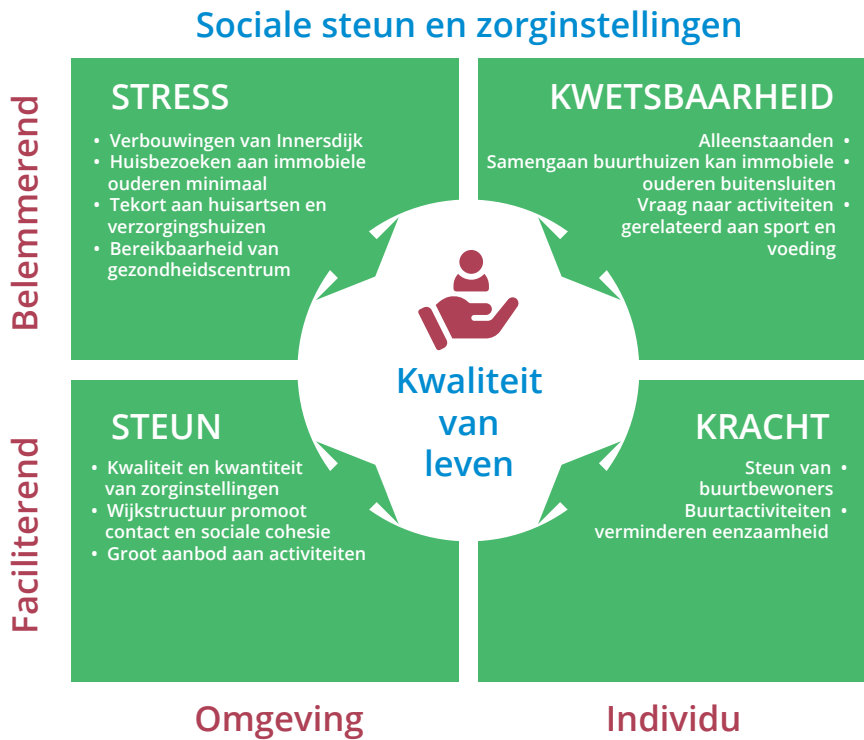 Sociale steun en zorginstellingen
Belemmerend
STRESS
• Verbouwingen van Innersdijk
• Huisbezoeken aan immobiele
ouderen minimaal
• Tekort aan huisartsen en
verzorgingshuizen
• Bereikbaarheid van
gezondheidscentrum
KWETSBAARHEID
Alleenstaanden •
Samengaan buurthuizen kan immobiele •
ouderen buitensluiten
Vraag naar activiteiten •
gerelateerd aan sport en
voeding
Kwaliteit
van
leven
Faciliterend
STEUN
• Kwaliteit en kwantiteit
van zorginstellingen
• Wijkstructuur promoot
contact en sociale cohesie
• Groot aanbod aan activiteiten
KRACHT
Steun van •
buurtbewoners
Buurtactiviteiten •
verminderen eenzaamheid
Omgeving
Individu